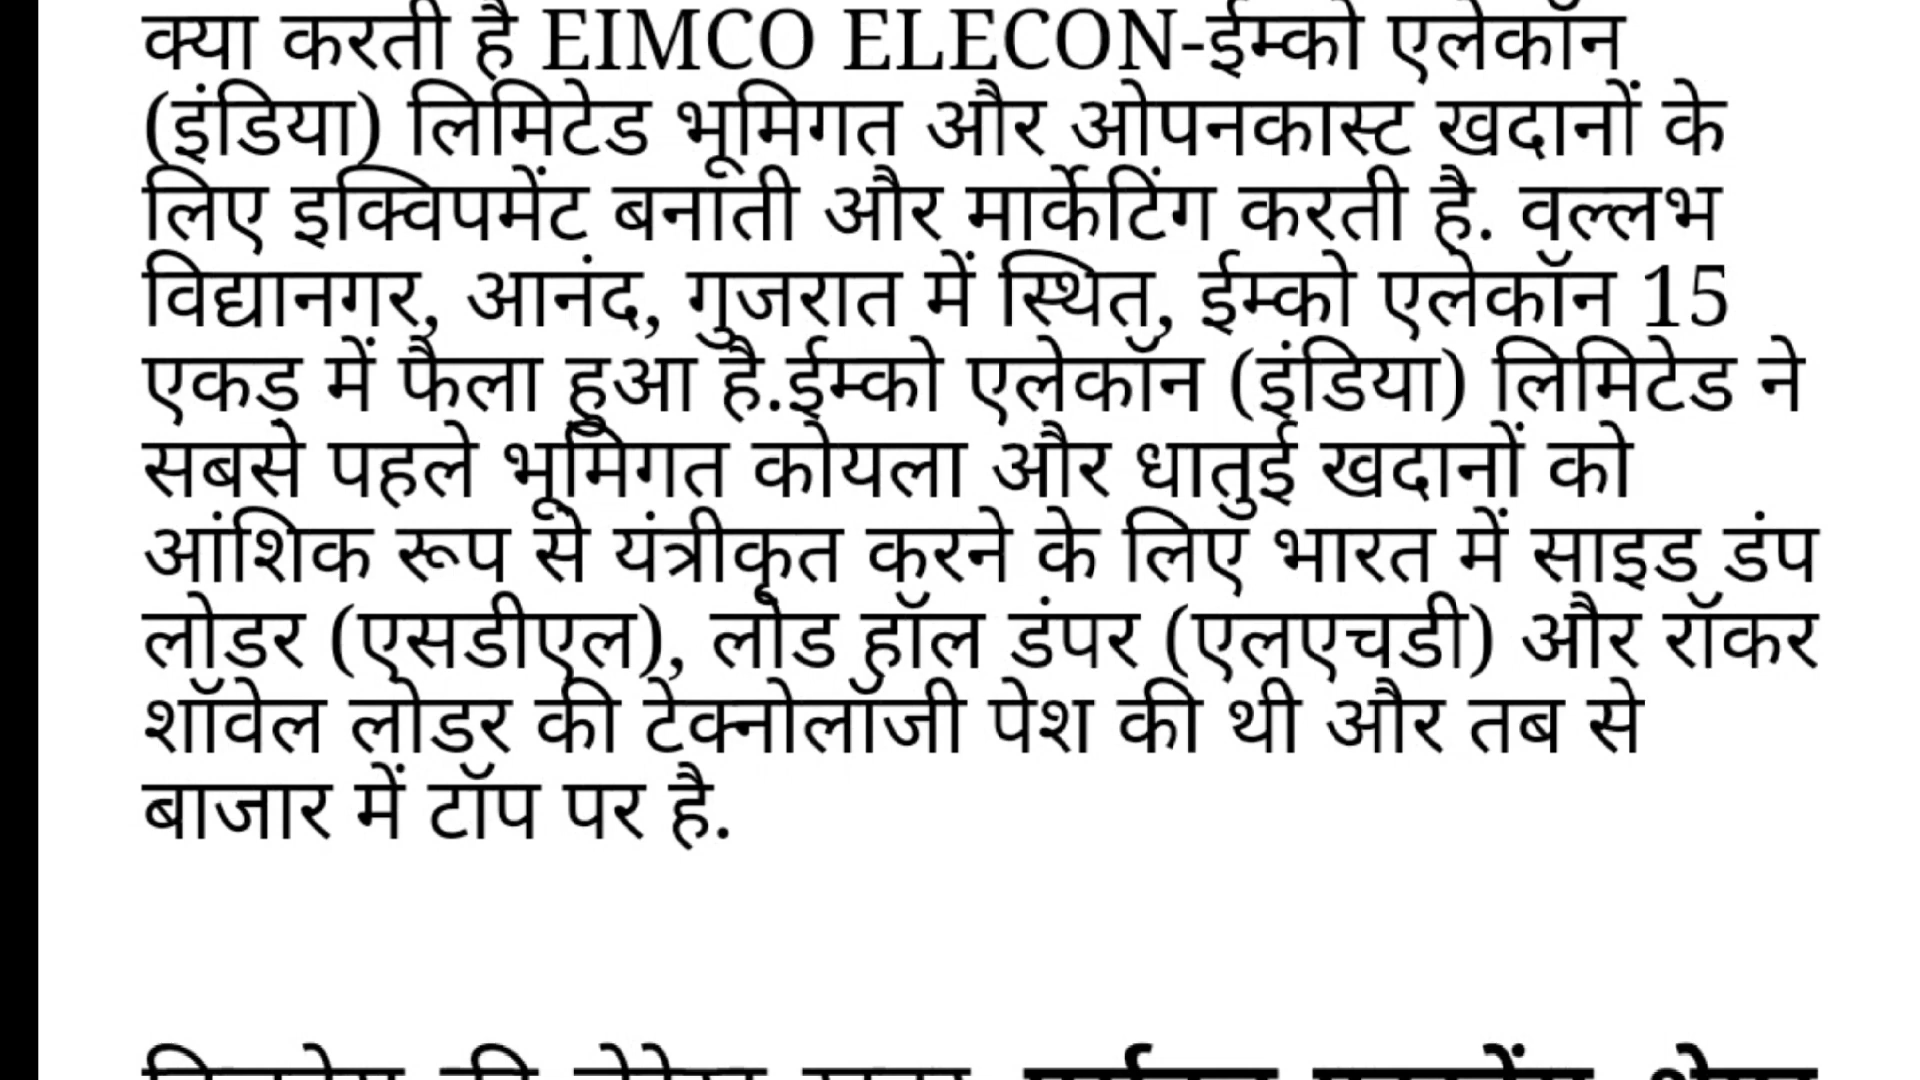 क्या करती है EIMCO ELECON-ईम्को एलेकॉन
(इंडिया) लिमिटेड भूमिगत और ओपनकास्ट खदानों के
लिए इक्विपमेंट बनाती और मार्केटिंग करती है. वल्लभ
विद्यानगर, आनंद, गुजरात में स्थित, ईम्को एलेकॉन 15
एकड़ में फैला हुआ है.ईम्को एलेकॉन (इंडिया) लिमिटेड ने
सबसे पहले भूमिगत कोयला और धातुई खदानों को
आंशिक रूप से यंत्रीकृत करने के लिए भारत में साइड डंप
लोडर (एसडीएल), लोड हॉल डंपर (एलएचडी) और रॉकर
शॉवेल लोडर की टेक्नोलॉजी पेश की थी और तब से
बाजार में टॉप पर है.